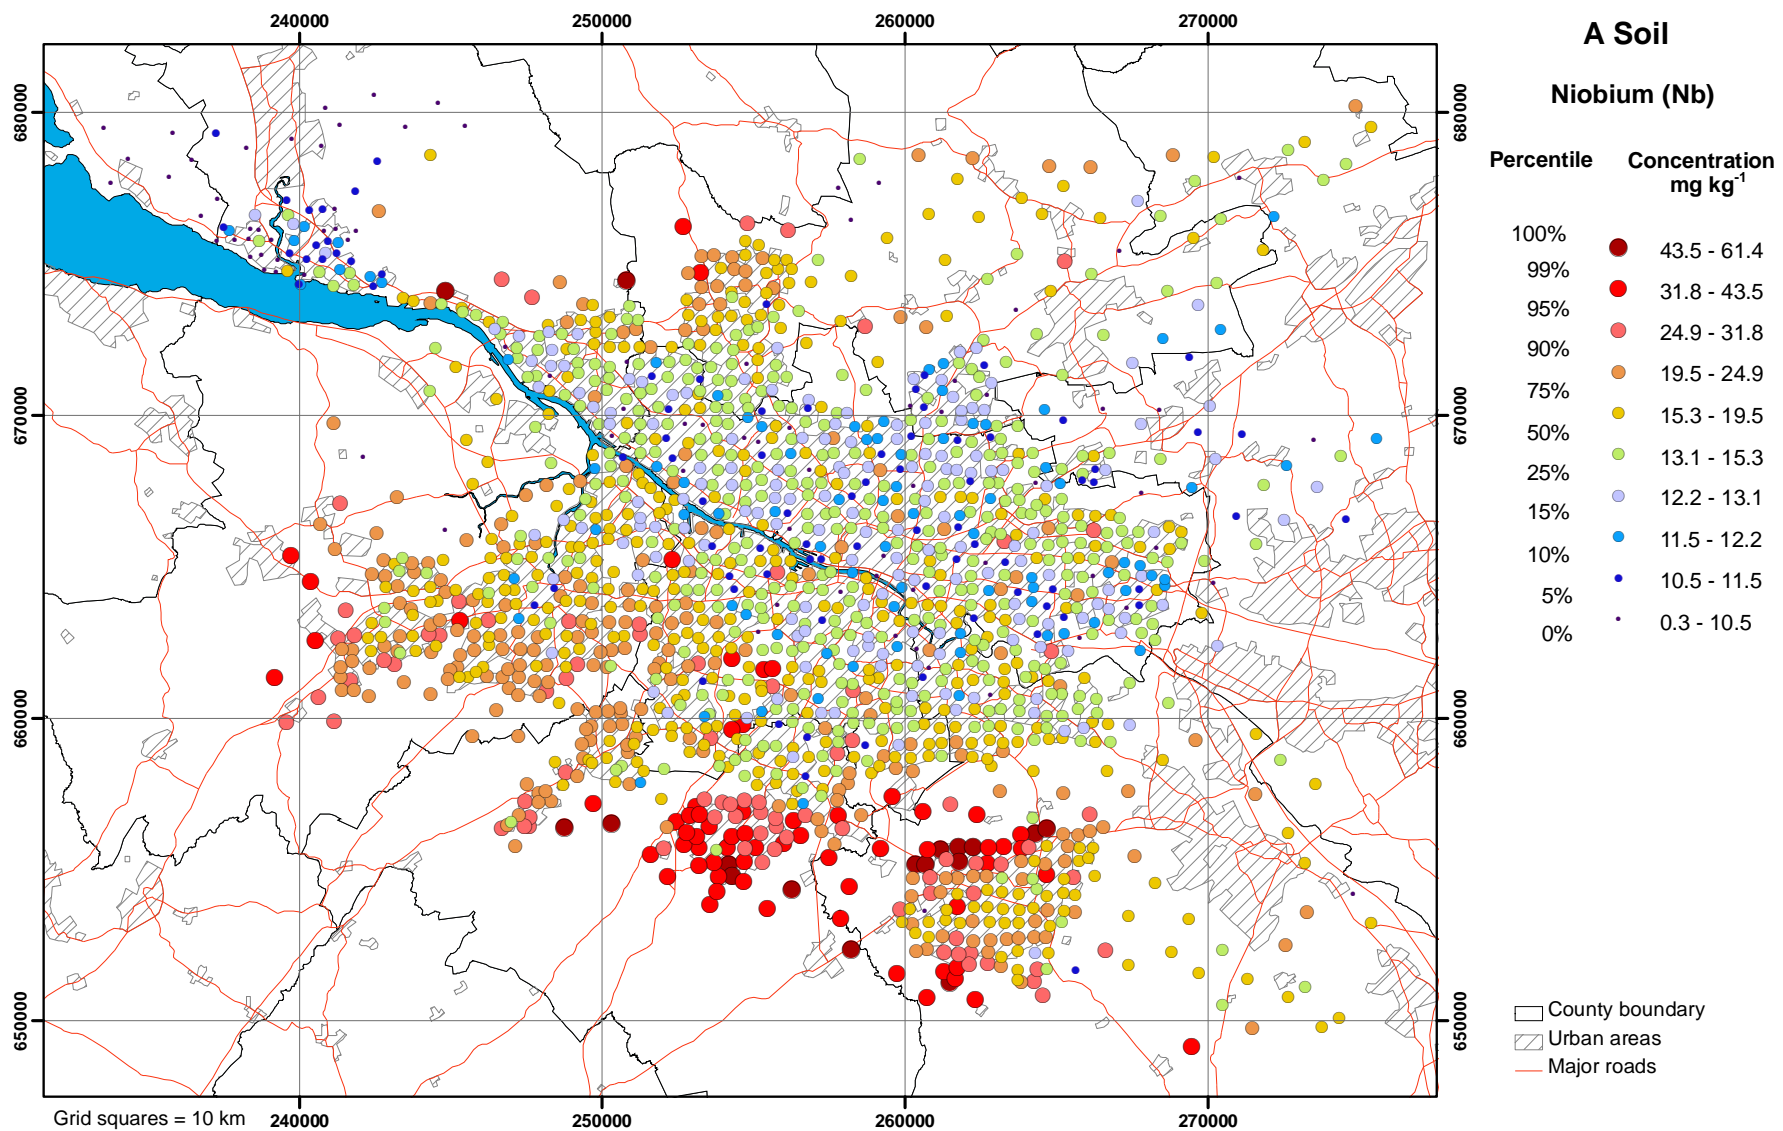 240000
250000
260000
270000
680000
670000
660000
650000
680000
670000
660000
650000
240000
250000
260000
270000
Grid squares = 10 km
A Soil
Niobium (Nb)
Percentile
Concentration
mg kg-1
100%
99%
95%
90%
75%
50%
25%
15%
10%
5%
0%
43.5 - 61.4
31.8 - 43.5
24.9 - 31.8
19.5 - 24.9
15.3 - 19.5
13.1 - 15.3
12.2 - 13.1
11.5 - 12.2
10.5 - 11.5
0.3 - 10.5
County boundary
Urban areas
Major roads